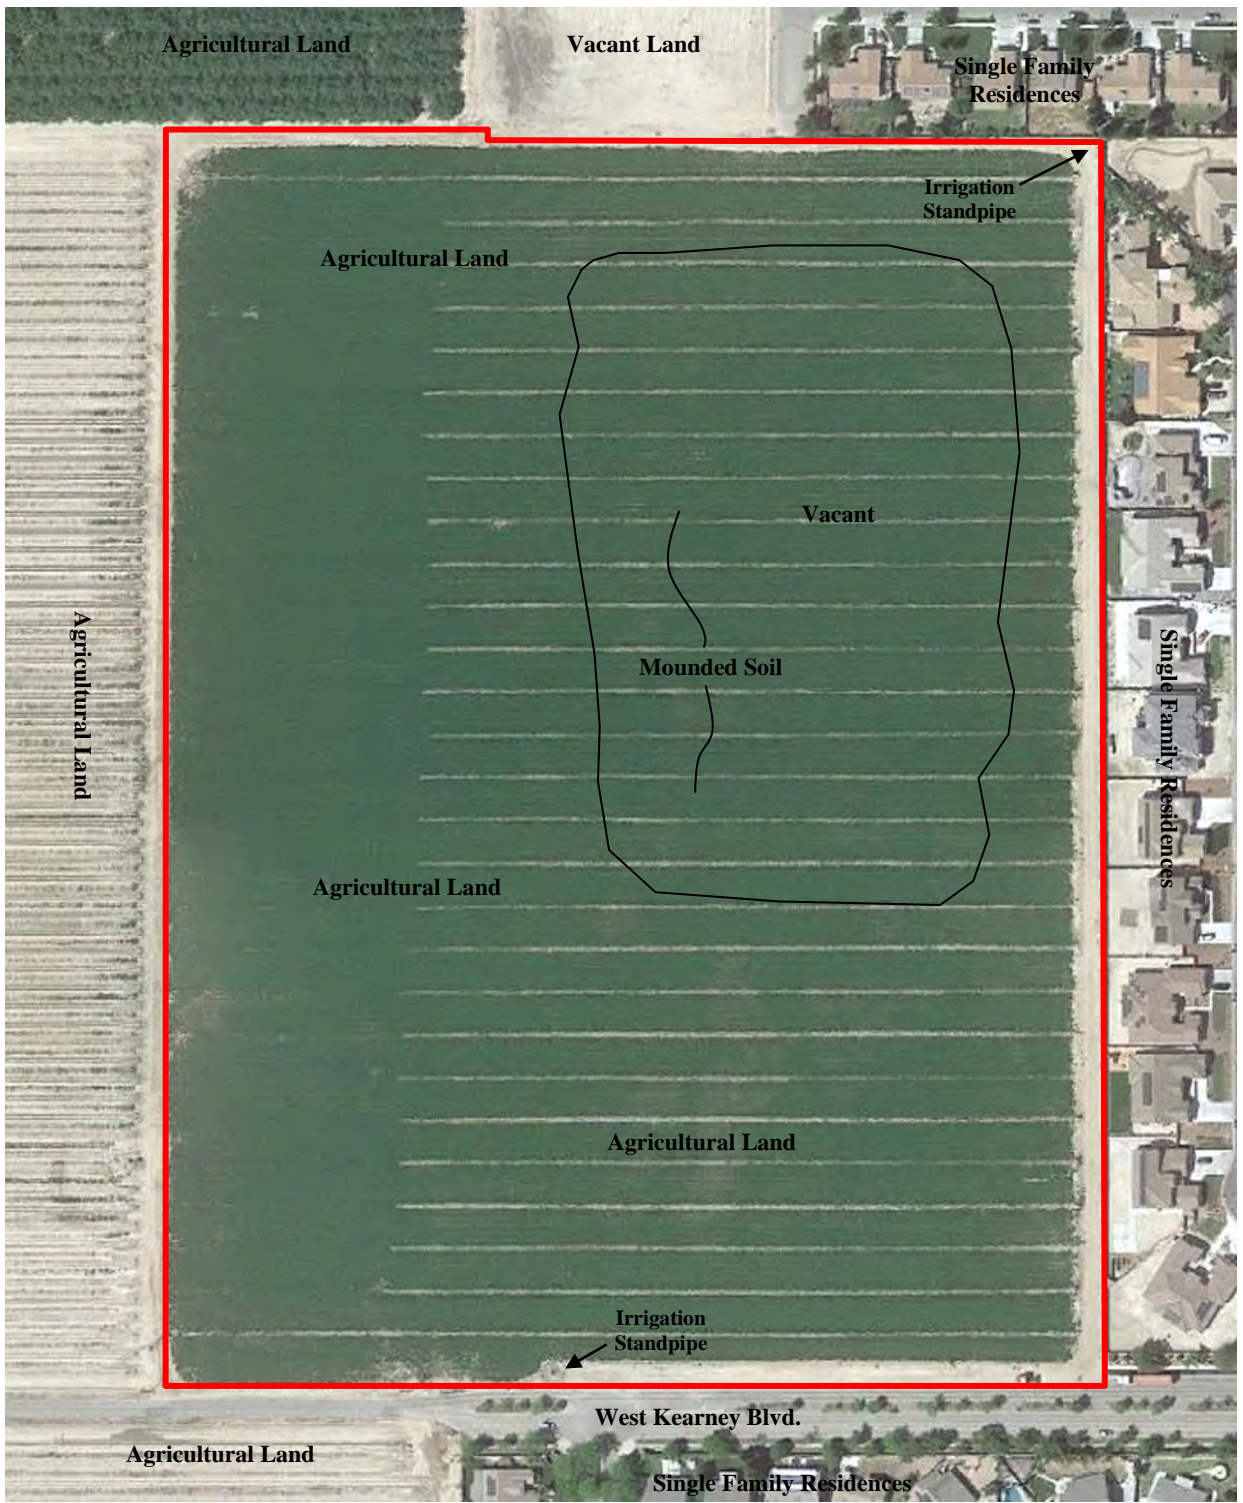 Agricultural Land
Vacant Land
Single Family
Residences
Irrigation
Standpipe
Agricultural Land
Vacant
Agricultural Land
Mounded Soil
Single Family Residences
Agricultural Land
Agricultural Land
Irrigation
Standpipe
West Kearney Blvd.
Agricultural Land
Single Family Residences